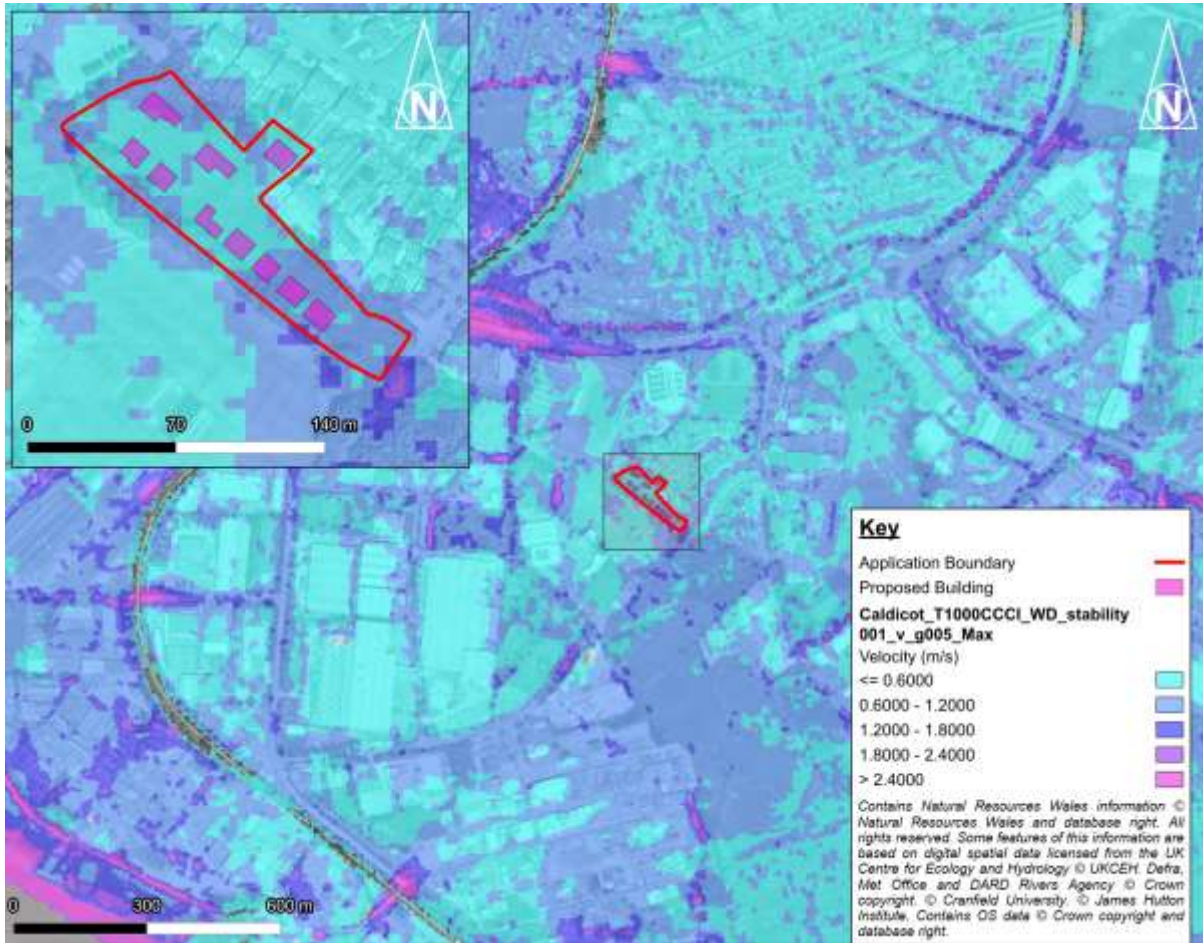 N
N
0 70 140 m
Key
Application Boundary
Proposed Building
Caldicot_T1000CCCI_WD_stability
001_v_g005_Max
Velocity (m/s)
<= 0.6000
0.6000 - 1.2000
1.2000 - 1.8000
1.8000 - 2.4000
> 2.4000
Contains Natural Resources Wales information ©
Natural Resources Wales and database right. All
rights reserved. Some features of this information are
based on digital spatial data licensed from the UK
Centre for Ecology and Hydrology © UKCEH. Defra,
Met Office and DARD Rivers Agency © Crown
copyright. © Cranfield University. © James Hutton
Institute. Contains OS data © Crown copyright and
database right.
0 300 600 m